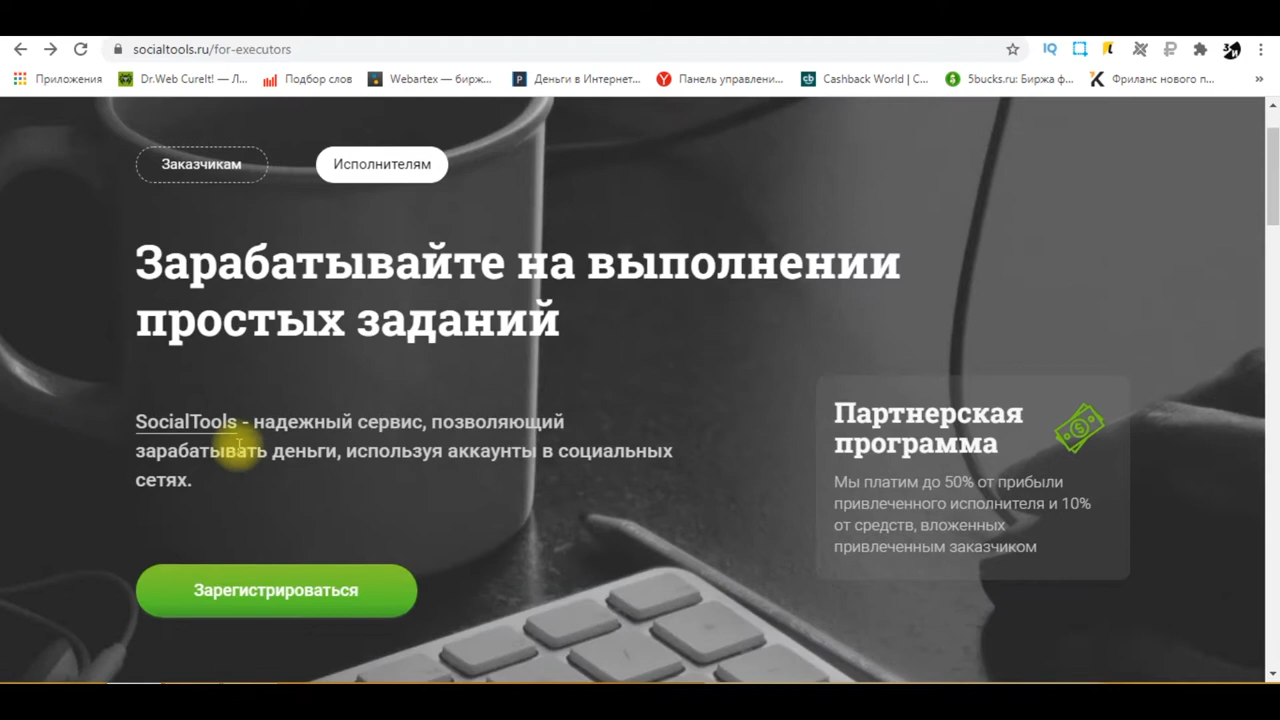 socialtools.ru/for-executors
Приложения Dr.Web CureIt! — Л... Подбор слов Webartex — бирж... Деньги в Интернет... Панель управлени... Cashback World | C... 5bucks.ru: Биржа ф... Фриланс нового п... »
Заказчикам Исполнителям
Зарабатывайте на выполнении
простых заданий
SocialTools - надежный сервис, позволяющий
зарабатывать деньги, используя аккаунты в социальных
сетях.
Партнерская
программа
Мы платим до 50% от прибыли
привлеченного исполнителя и 10%
от средств, вложенных
привлеченным заказчиком
Зарегистрироваться